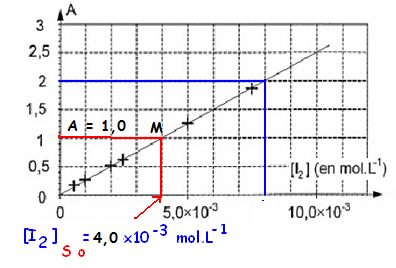 A
3
2,5
2
1,5
A = 1,0 M
1
0,5
[I₂] (en mol.L⁻¹)
0
0 5,0×10⁻³ 10,0×10⁻³
[I₂]S₀ = 4,0 ×10⁻³ mol.L⁻¹